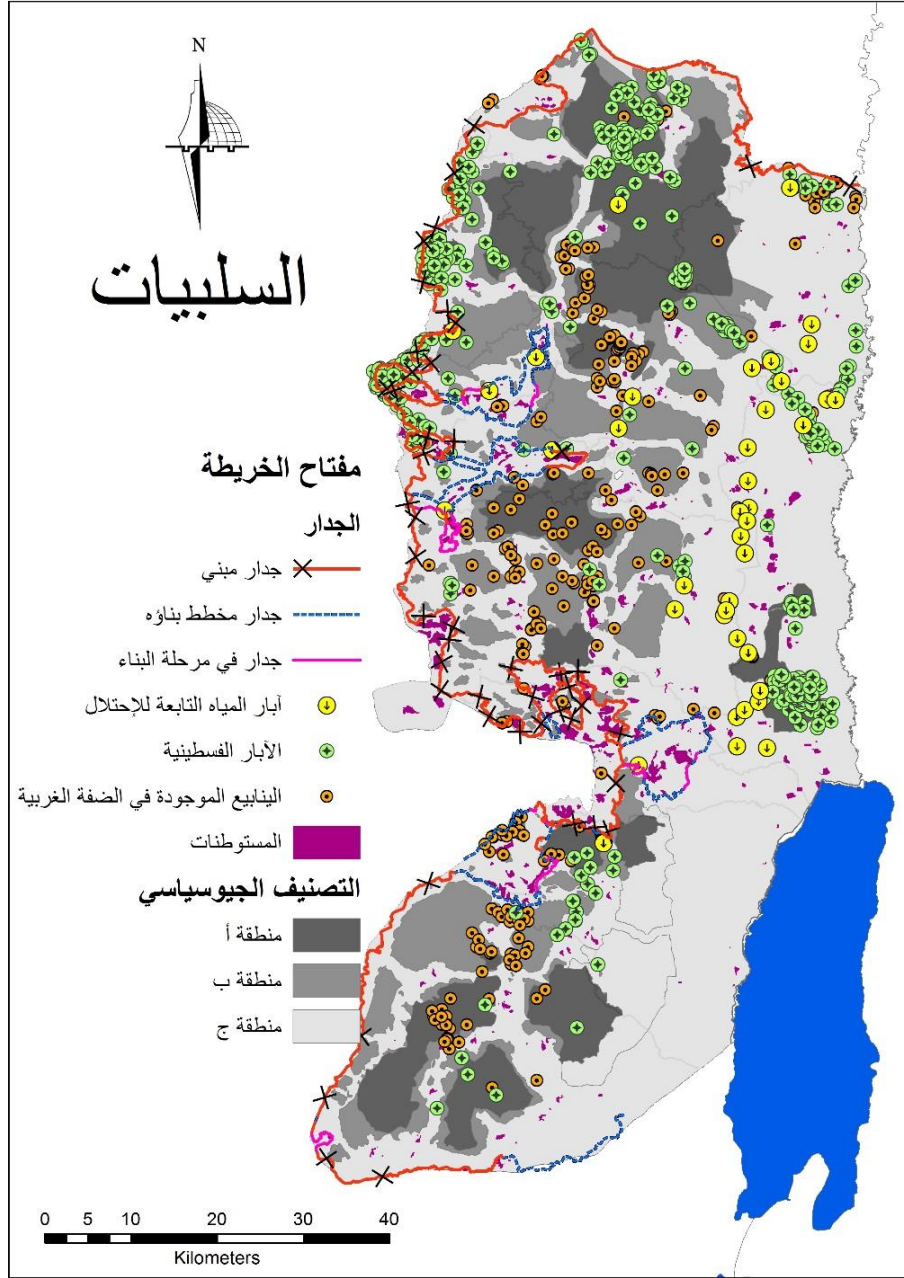 N
السلبيات
مفتاح الخريطة
الجدار
جدار مبني
جدار مخطط بناؤه
جدار في مرحلة البناء
آبار المياه التابعة للإحتلال
الآبار الفسطينية
الينابيع الموجودة في الضفة الغربية
المستوطنات
التصنيف الجيوسياسي
منطقة أ
منطقة ب
منطقة ج
0 5 10 20 30 40
Kilometers